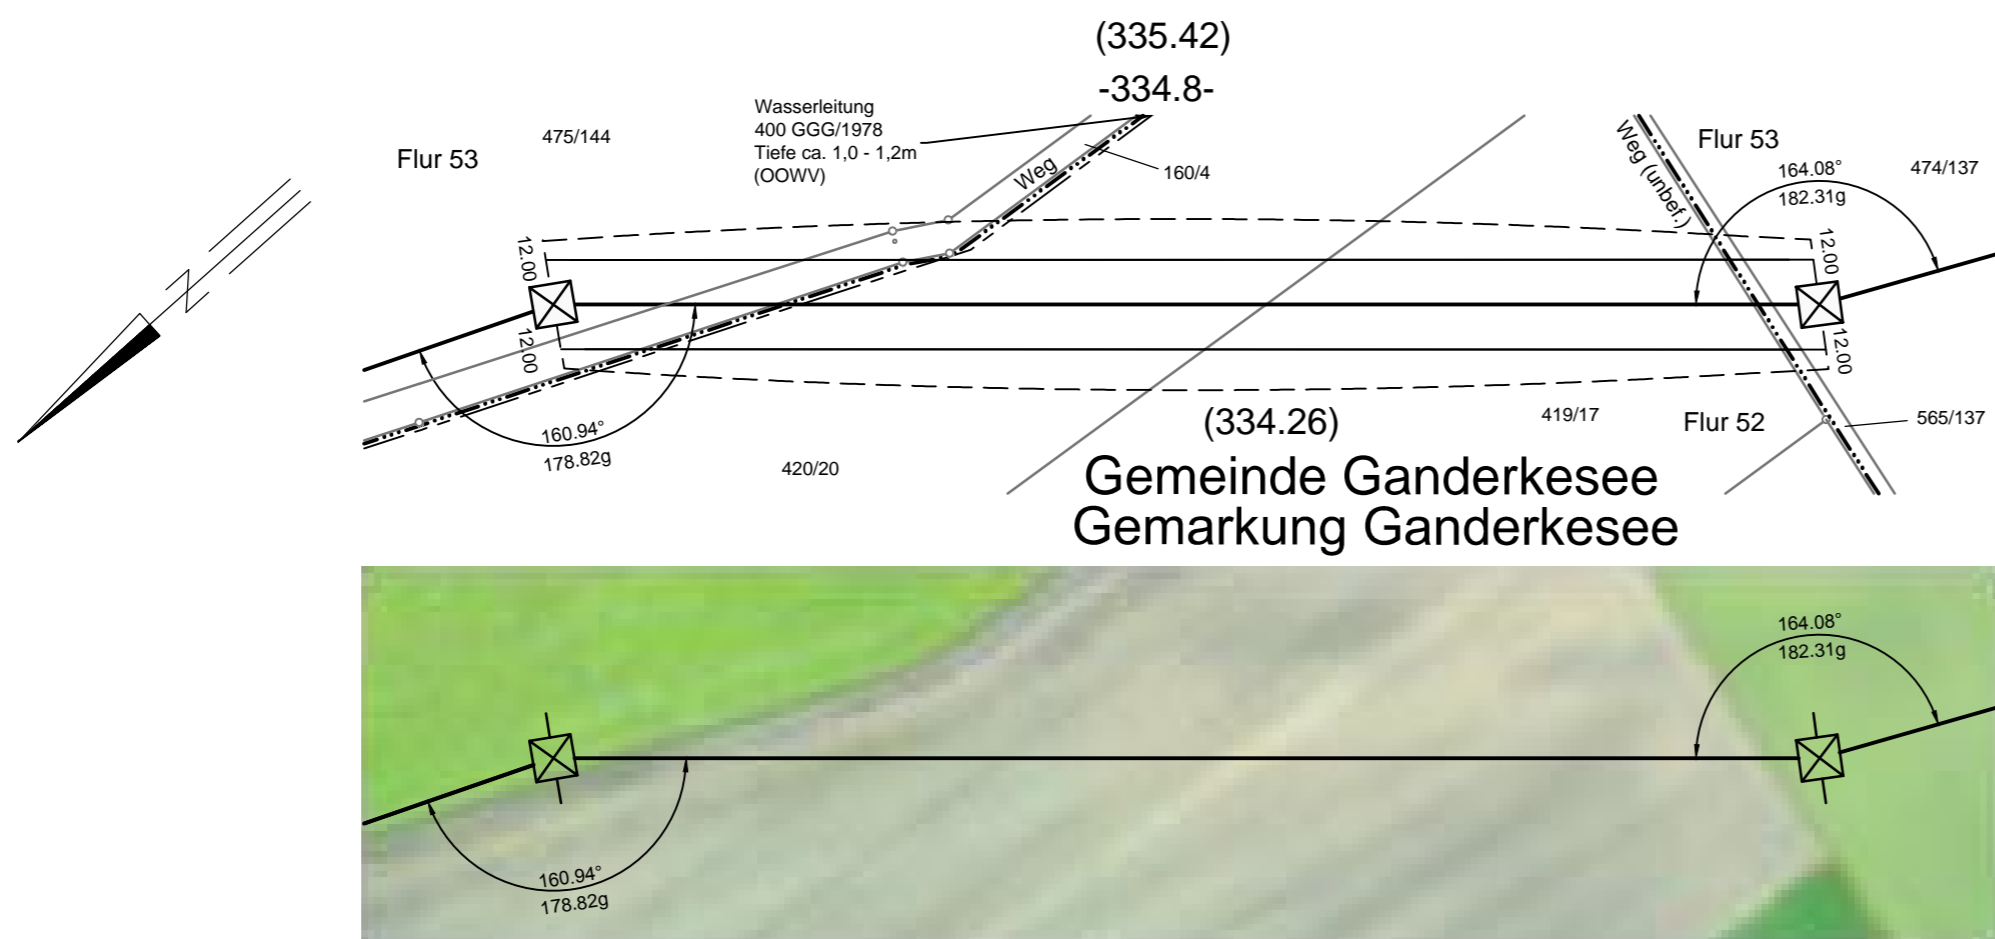 (335.42)
-334.8-
Wasserleitung
400 GGG/1978
Tiefe ca. 1,0 - 1,2m
(OOWV)
Flur 53
475/144
Weg
160/4
Weg (unbef.)
Flur 53
164.08°
182.31g
474/137
N
12.00
12.00
12.00
12.00
160.94°
178.82g
420/20
(334.26)
419/17
Flur 52
565/137
Gemeinde Ganderkesee
Gemarkung Ganderkesee
164.08°
182.31g
160.94°
178.82g